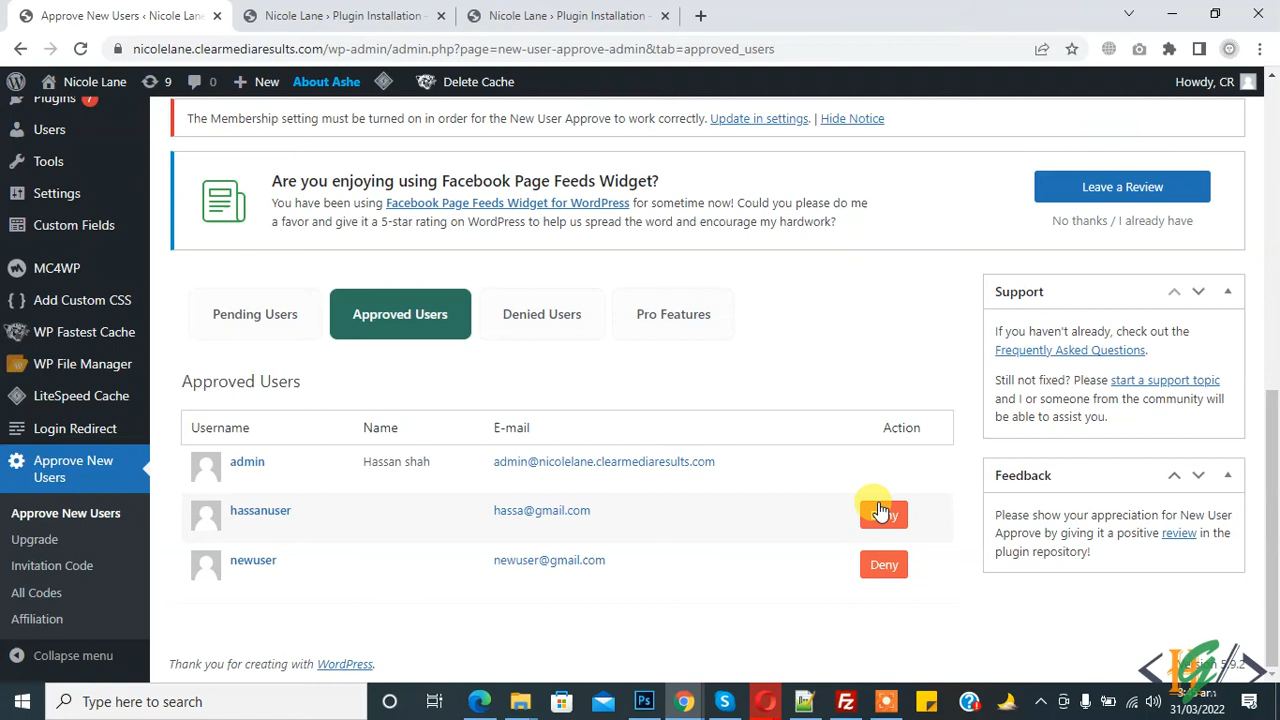 Approve New Users ‹ Nicole Lane
Nicole Lane › Plugin Installation -
Nicole Lane › Plugin Installation -
nicolelane.clearmediaresults.com/wp-admin/admin.php?page=new-user-approve-admin&tab=approved_users
Nicole Lane
9
0
New
About Ashe
Delete Cache
Howdy, CR
Plugins 7
Users
Tools
Settings
Custom Fields
MC4WP
Add Custom CSS
WP Fastest Cache
WP File Manager
LiteSpeed Cache
Login Redirect
Approve New
Users
Approve New Users
Upgrade
Invitation Code
All Codes
Affiliation
Collapse menu
The Membership setting must be turned on in order for the New User Approve to work correctly. Update in settings. | Hide Notice
Are you enjoying using Facebook Page Feeds Widget?
You have been using Facebook Page Feeds Widget for WordPress for sometime now! Could you please do me
a favor and give it a 5-star rating on WordPress to help us spread the word and encourage my hardwork?
Leave a Review
No thanks / I already have
Pending Users
Approved Users
Denied Users
Pro Features
Approved Users
Username Name E-mail Action
admin Hassan shah admin@nicolelane.clearmediaresults.com
hassanuser hassa@gmail.com
newuser newuser@gmail.com Deny
Support
If you haven't already, check out the
Frequently Asked Questions.
Still not fixed? Please start a support topic
and I or someone from the community will
be able to assist you.
Feedback
Please show your appreciation for New User
Approve by giving it a positive review in the
plugin repository!
Thank you for creating with WordPress.
5.9.2
Type here to search
31/03/2022